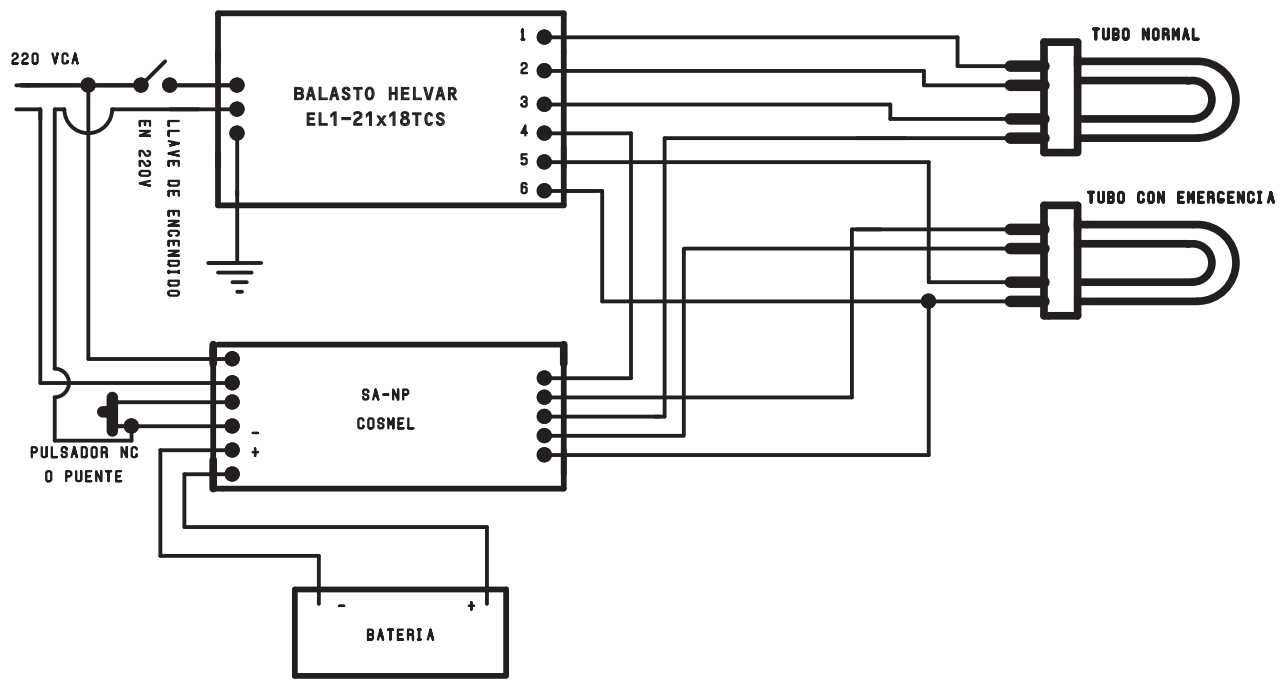 220 VCA
LLAVE DE ENCENDIDO
EN 220V
BALASTO HELVAR
EL1-21x18TCS
1
2
3
4
5
6
TUBO NORMAL
TUBO CON EMERGENCIA
PULSADOR NC
O PUENTE
-
+
SA-NP
COSMEL
- +
BATERIA